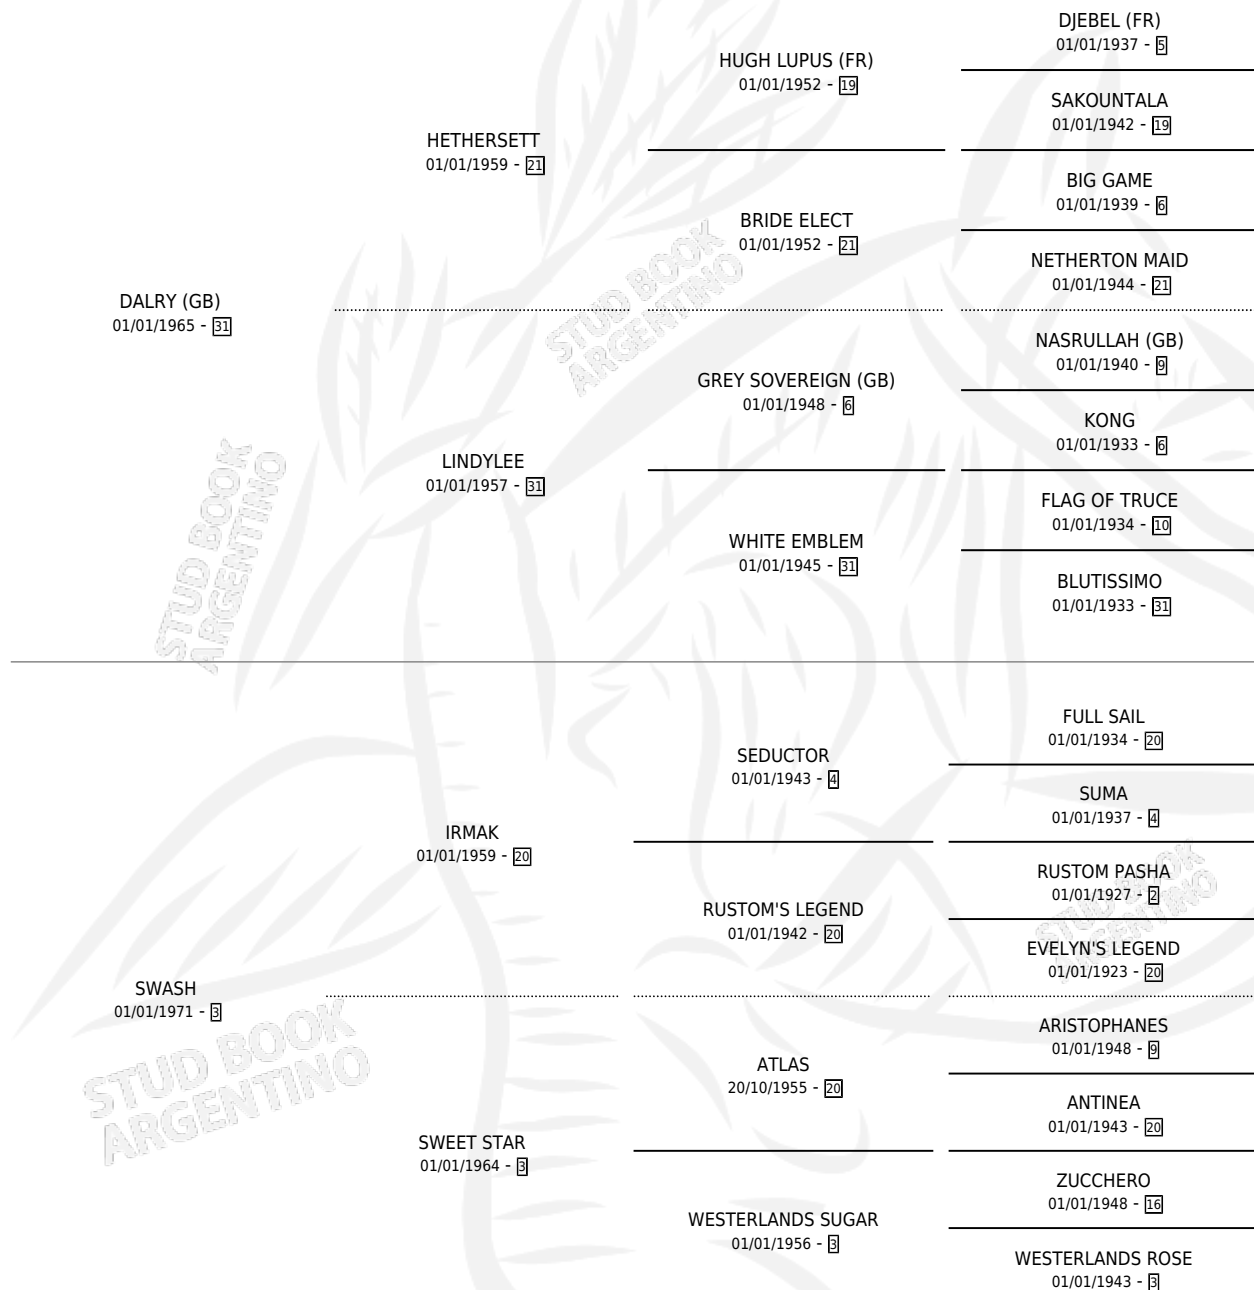 DJEBEL (FR)
01/01/1937 - 5
HUGH LUPUS (FR)
01/01/1952 - 19
SAKOUNTALA
01/01/1942 - 19
HETHERSETT
01/01/1959 - 21
BIG GAME
01/01/1939 - 6
BRIDE ELECT
01/01/1952 - 21
NETHERTON MAID
01/01/1944 - 21
DALRY (GB)
01/01/1965 - 31
STUD BOOK
ARGENTINO
NASRULLAH (GB)
01/01/1940 - 9
GREY SOVEREIGN (GB)
01/01/1948 - 6
KONG
01/01/1933 - 6
LINDYLEE
01/01/1957 - 31
FLAG OF TRUCE
01/01/1934 - 10
WHITE EMBLEM
01/01/1945 - 31
BLUTISSIMO
01/01/1933 - 31
STUD BOOK
ARGENTINO
FULL SAIL
01/01/1934 - 20
SEDUCTOR
01/01/1943 - 4
SUMA
01/01/1937 - 4
IRMAK
01/01/1959 - 20
RUSTOM PASHA
01/01/1927 - 2
RUSTOM'S LEGEND
01/01/1942 - 20
EVELYN'S LEGEND
01/01/1923 - 20
STUD BOOK
ARGENTINO
SWASH
01/01/1971 - 3
STUD BOOK
ARGENTINO
ARISTOPHANES
01/01/1948 - 9
ATLAS
20/10/1955 - 20
ANTINEA
01/01/1943 - 20
SWEET STAR
01/01/1964 - 3
ZUCCHERO
01/01/1948 - 16
WESTERLANDS SUGAR
01/01/1956 - 3
WESTERLANDS ROSE
01/01/1943 - 3